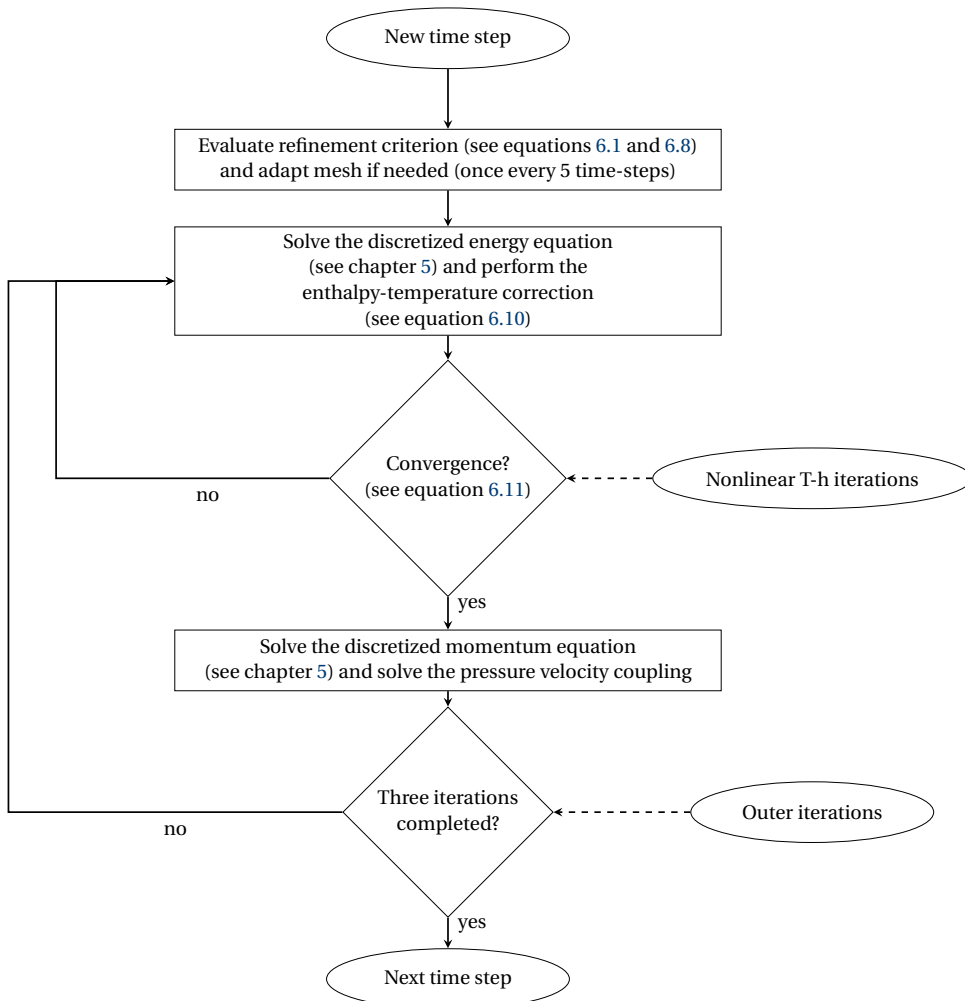 New time step
Evaluate refinement criterion (see equations 6.1 and 6.8)
and adapt mesh if needed (once every 5 time-steps)
Solve the discretized energy equation
(see chapter 5) and perform the
enthalpy-temperature correction
(see equation 6.10)
Convergence?
(see equation 6.11)
Nonlinear T-h iterations
no
yes
Solve the discretized momentum equation
(see chapter 5) and solve the pressure velocity coupling
Three iterations
completed?
Outer iterations
no
yes
Next time step